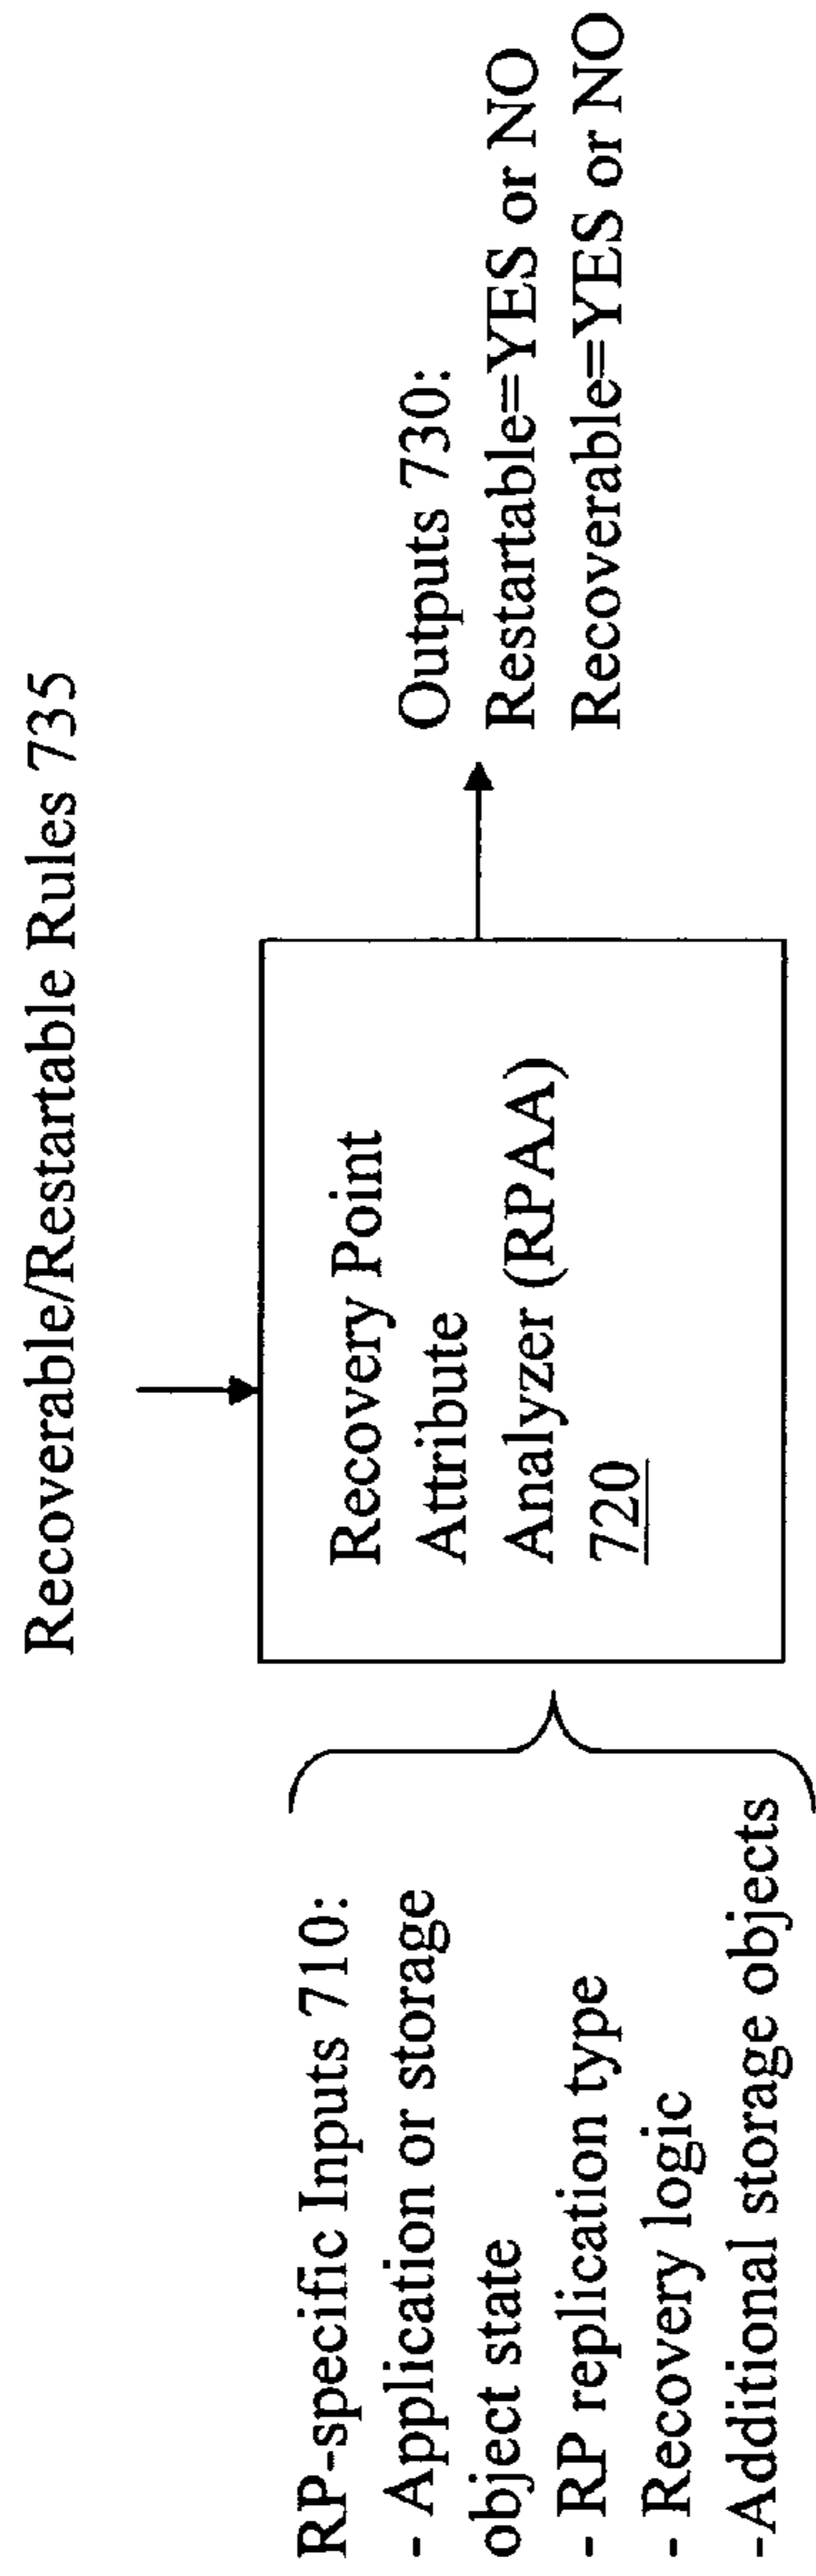 Recoverable/Restartable Rules 735
RP-specific Inputs 710:
- Application or storage
object state
- RP replication type
- Recovery logic
-Additional storage objects
Recovery Point
Attribute
Analyzer (RPAA)
720
Outputs 730:
Restartable=YES or NO
Recoverable=YES or NO